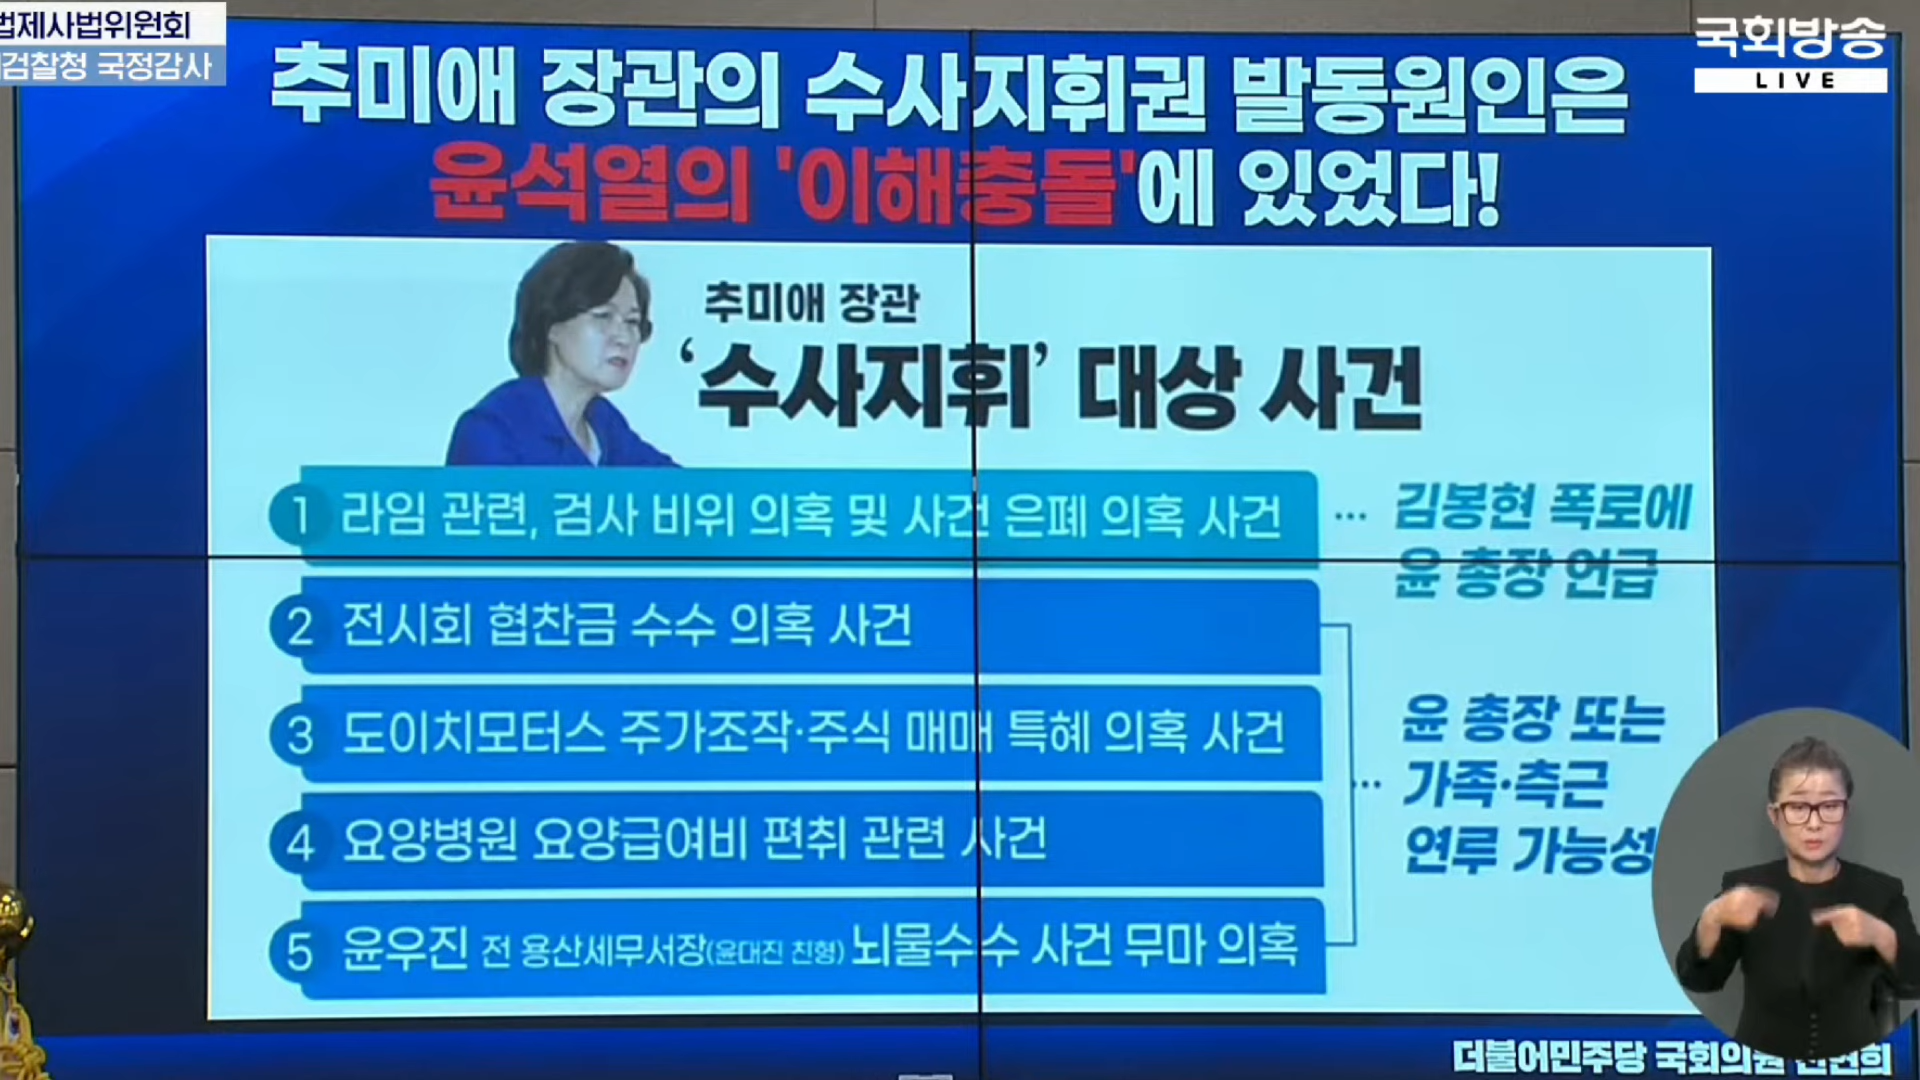 법제사법위원회
검찰청 국정감사
국회방송
LIVE
추미애 장관의 수사지휘권 발동원인은
윤석열의 '이해충돌'에 있었다!
추미애 장관
‘수사지휘’ 대상 사건
1 라임 관련, 검사 비위 의혹 및 사건 은폐 의혹 사건
... 김봉현 폭로에
윤 총장 언급
2 전시회 협찬금 수수 의혹 사건
3 도이치모터스 주가조작·주식 매매 특혜 의혹 사건
4 요양병원 요양급여비 편취 관련 사건
5 윤우진 전 용산세무서장(윤대진 친형) 뇌물수수 사건 무마 의혹
... 윤 총장 또는
가족·측근
연루 가능성
더불어민주당 국회의원